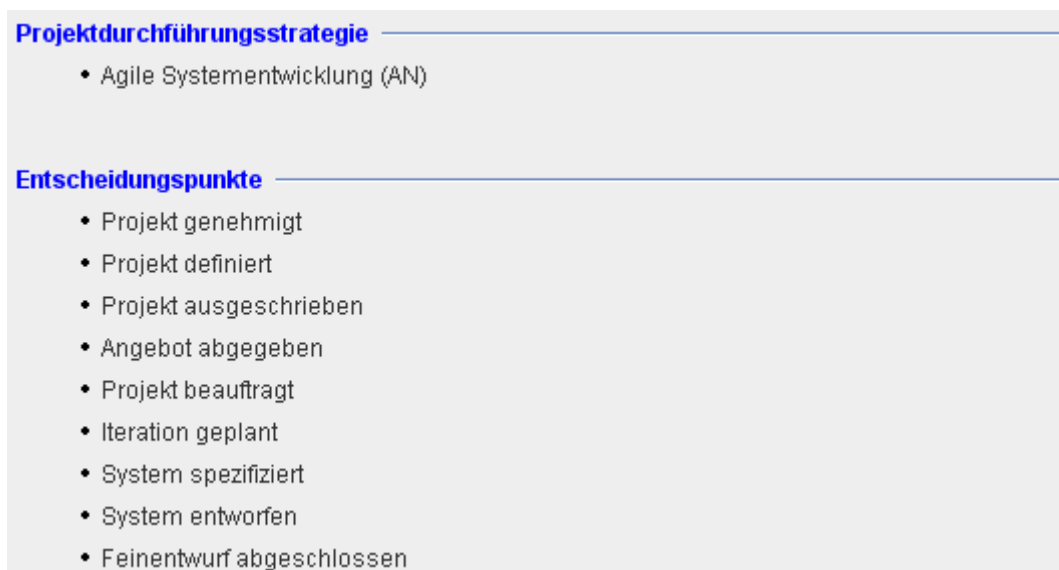 Projektdurchführungsstrategie
• Agile Systementwicklung (AN)
Entscheidungspunkte
• Projekt genehmigt
• Projekt definiert
• Projekt ausgeschrieben
• Angebot abgegeben
• Projekt beauftragt
• Iteration geplant
• System spezifiziert
• System entworfen
• Feinentwurf abgeschlossen